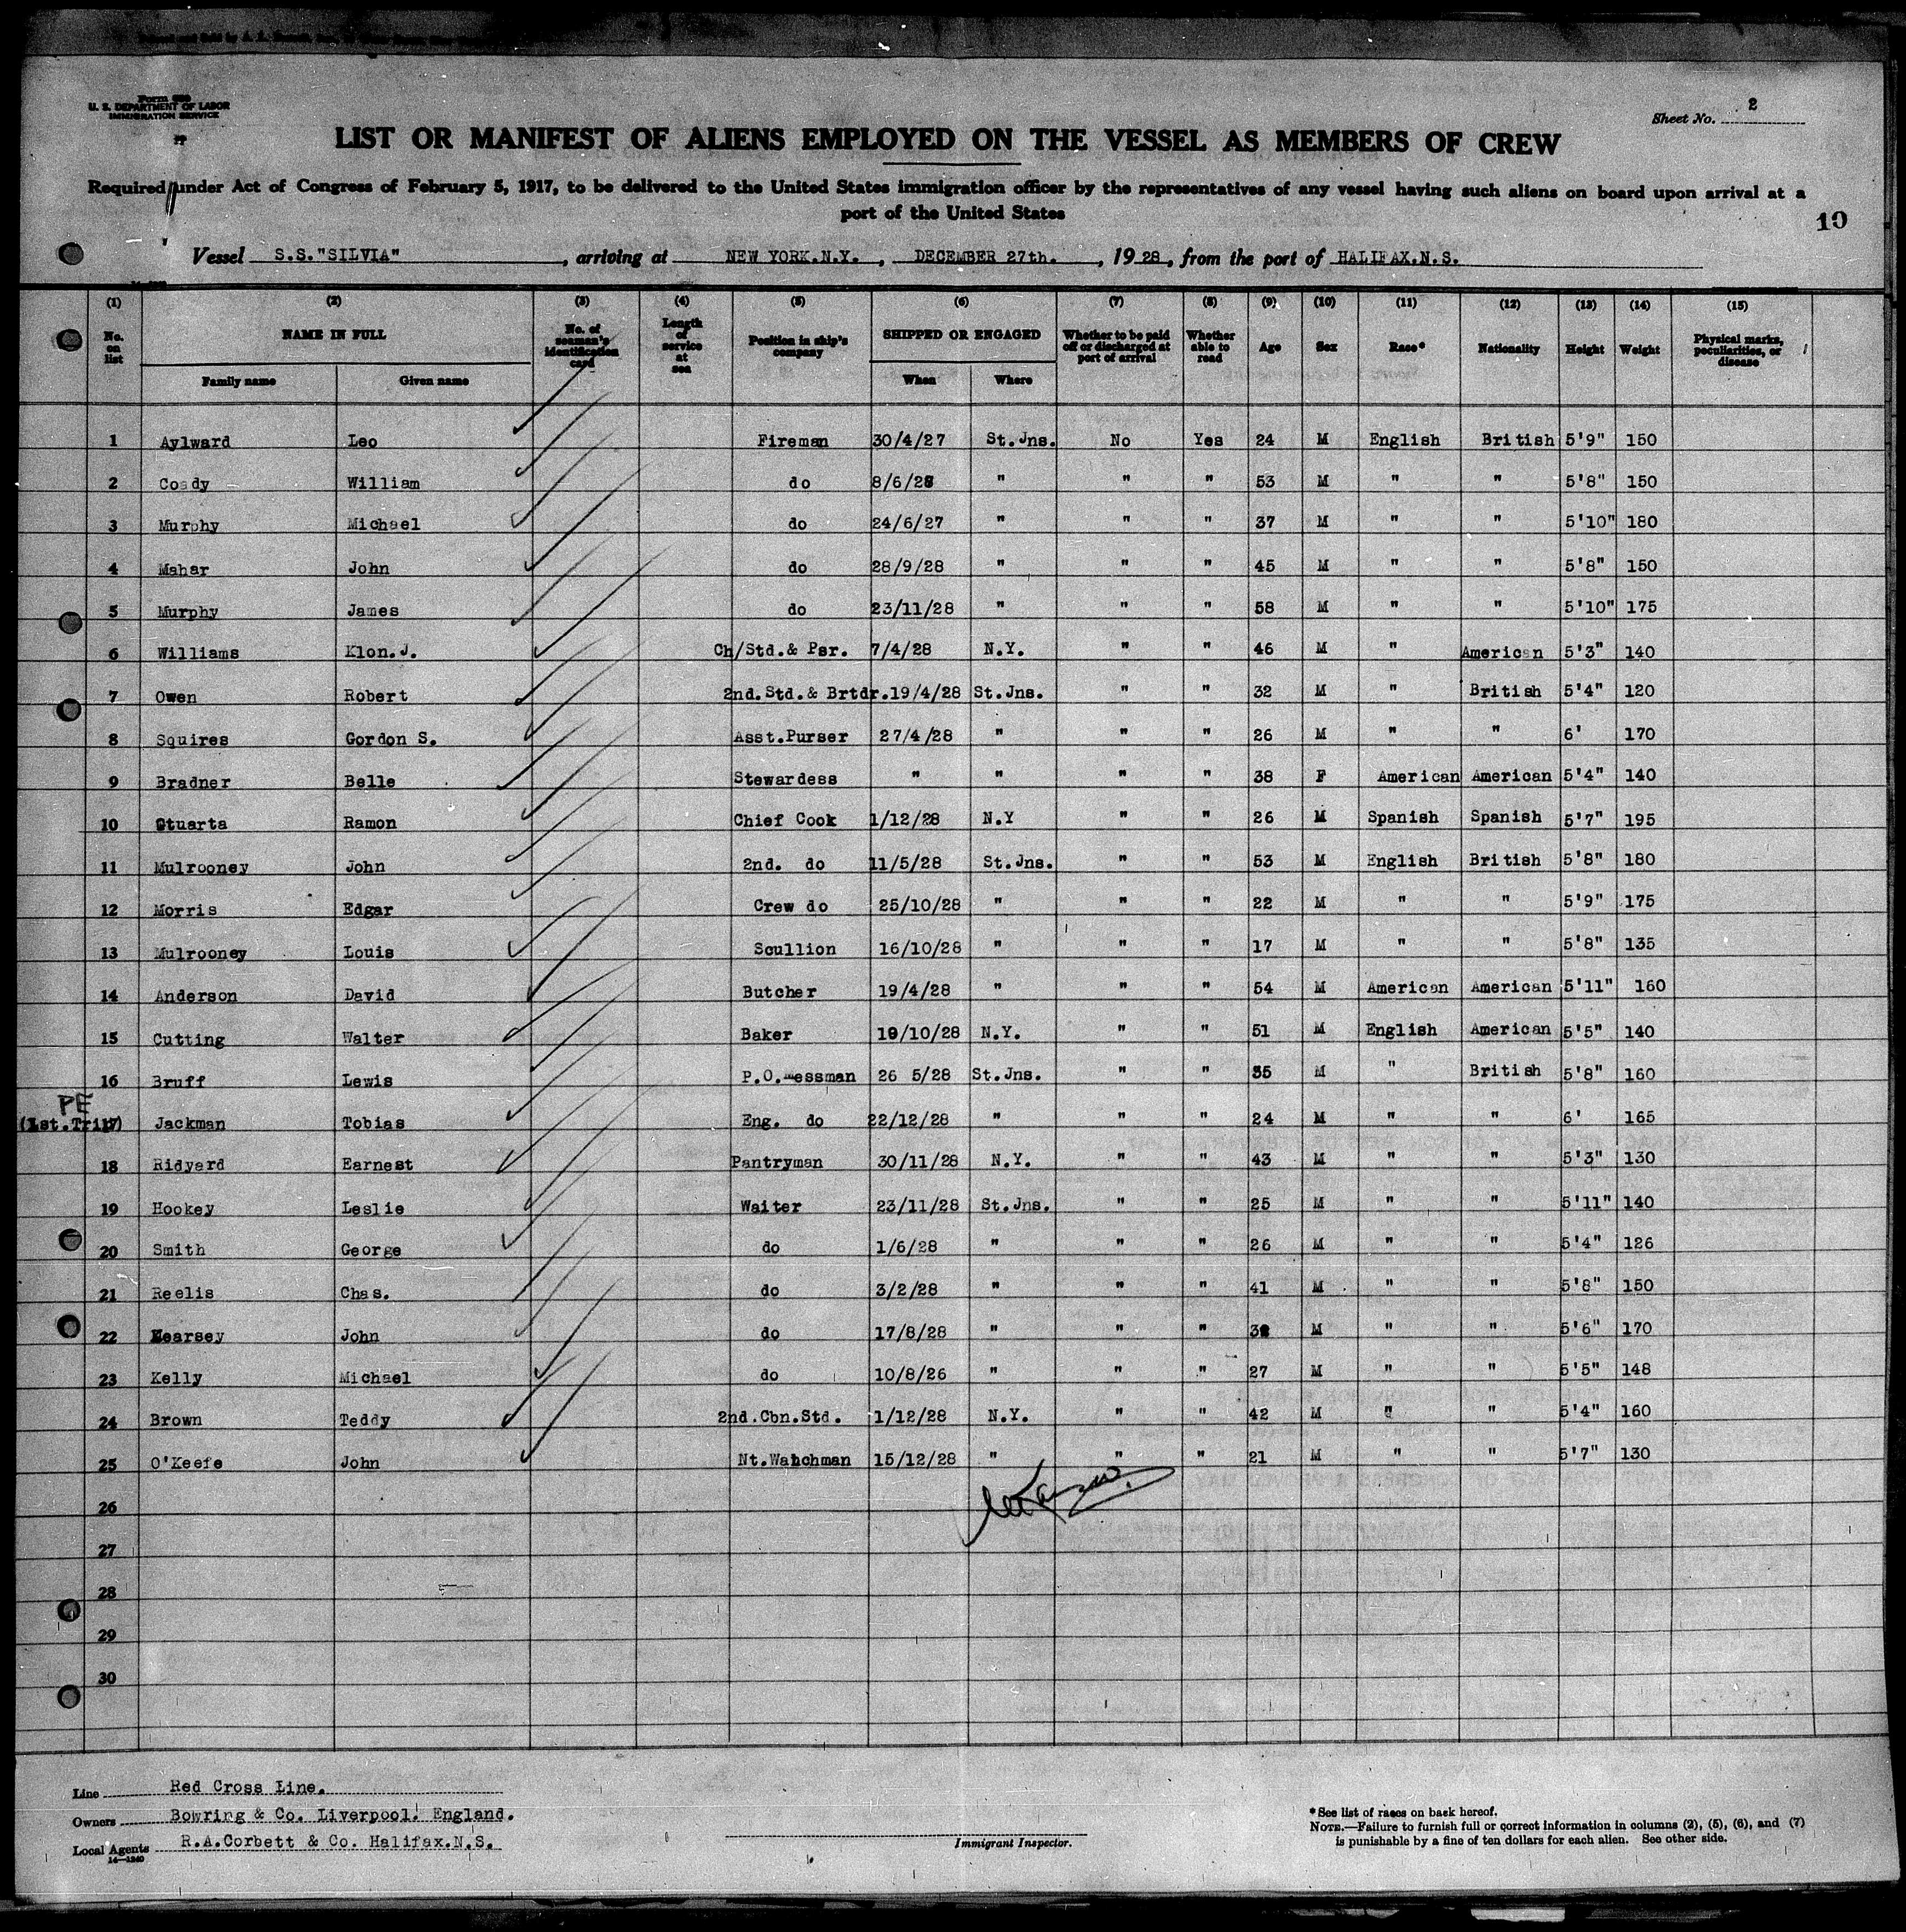 U. S. DEPARTMENT OF LABOR
IMMIGRATION SERVICE
Sheet No. 2
LIST OR MANIFEST OF ALIENS EMPLOYED ON THE VESSEL AS MEMBERS OF CREW
Required under Act of Congress of February 5, 1917, to be delivered to the United States immigration officer by the representatives of any vessel having such aliens on board upon arrival at a
port of the United States
10
Vessel S.S."SILVIA", arriving at NEW YORK.N.Y., DECEMBER 27th., 1928, from the port of HALIFAX.N.S.
(1) (2) (3) (4) (5) (6) (7) (8) (9) (10) (11) (12) (13) (14) (15)
No. on list NAME IN FULL No. of seaman's identification card Length of service at sea Position in ship's company SHIPPED OR ENGAGED Whether to be paid off or discharged at port of arrival Whether able to read Age Sex Race* Nationality Height Weight Physical marks, peculiarities, or disease
Family name Given name When Where
1 Aylward Leo Fireman 30/4/27 St.Jns. No Yes 24 M English British 5'9" 150
2 Coady William do 8/6/28 " " " 53 M " " 5'8" 150
3 Murphy Michael do 24/6/27 " " " 37 M " " 5'10" 180
4 Mahar John do 28/9/28 " " " 45 M " " 5'8" 150
5 Murphy James do 23/11/28 " " " 58 M " " 5'10" 175
6 Williams Klon.J. Ch/Std.& Psr. 7/4/28 N.Y. " " 46 M " American 5'3" 140
7 Owen Robert 2nd.Std.& Brtdr. 19/4/28 St.Jns. " " 32 M " British 5'4" 120
8 Squires Gordon S. Asst.Purser 27/4/28 " " " 26 M " " 6' 170
9 Bradner Belle Stewardess " " " " 38 F American American 5'4" 140
10 Stuarta Ramon Chief Cook 1/12/28 N.Y " " 26 M Spanish Spanish 5'7" 195
11 Mulrooney John 2nd. do 11/5/28 St.Jns. " " 53 M English British 5'8" 180
12 Morris Edgar Crew do 25/10/28 " " " 22 M " " 5'9" 175
13 Mulrooney Louis Scullion 16/10/28 " " " 17 M " " 5'8" 135
14 Anderson David Butcher 19/4/28 " " " 54 M American American 5'11" 160
15 Cutting Walter Baker 19/10/28 N.Y. " " 51 M English American 5'5" 140
16 Bruff Lewis P.O.messman 26 5/28 St.Jns. " " 35 M " British 5'8" 160
PE
(1st.Trip) 17 Jackman Tobias Eng. do 22/12/28 " " " 24 M " " 6' 165
18 Ridyard Earnest Pantryman 30/11/28 N.Y. " " 43 M " " 5'3" 130
19 Hookey Leslie Waiter 23/11/28 St.Jns. " " 25 M " " 5'11" 140
20 Smith George do 1/6/28 " " " 26 M " " 5'4" 126
21 Reelis Chas. do 3/2/28 " " " 41 M " " 5'8" 150
22 Kearsey John do 17/8/28 " " " M " " 5'6" 170
23 Kelly Michael do 10/8/26 " " " 27 M " " 5'5" 148
24 Brown Teddy 2nd.Cbn.Std. 1/12/28 N.Y. " " 42 M " " 5'4" 160
25 O'Keefe John Nt.Watchman 15/12/28 " " " 21 M " " 5'7" 130
26
27
28
29
30
Line Red Cross Line.
Owners Bowring & Co. Liverpool. England.
Local Agents R.A.Corbett & Co. Halifax.N.S.
14—1240
Immigrant Inspector.
*See list of races on back hereof.
NOTE.—Failure to furnish full or correct information in columns (2), (5), (6), and (7)
is punishable by a fine of ten dollars for each alien. See other side.